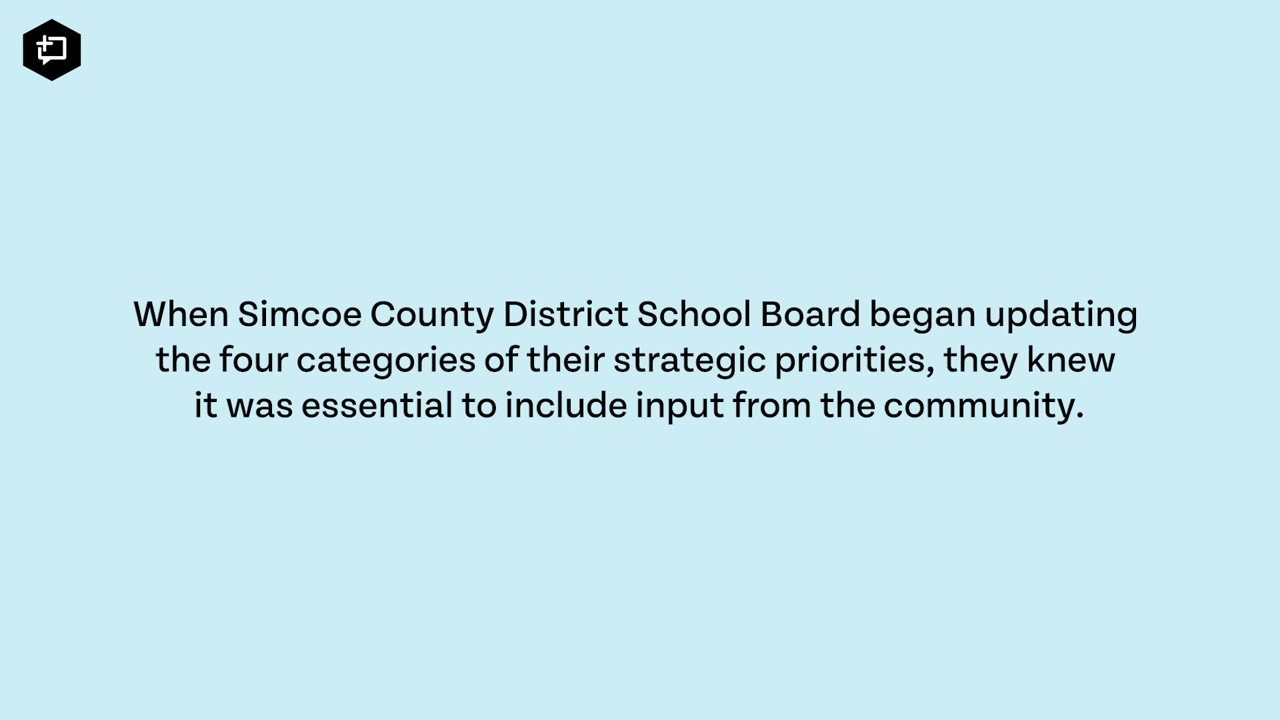 When Simcoe County District School Board began updating
the four categories of their strategic priorities, they knew
it was essential to include input from the community.